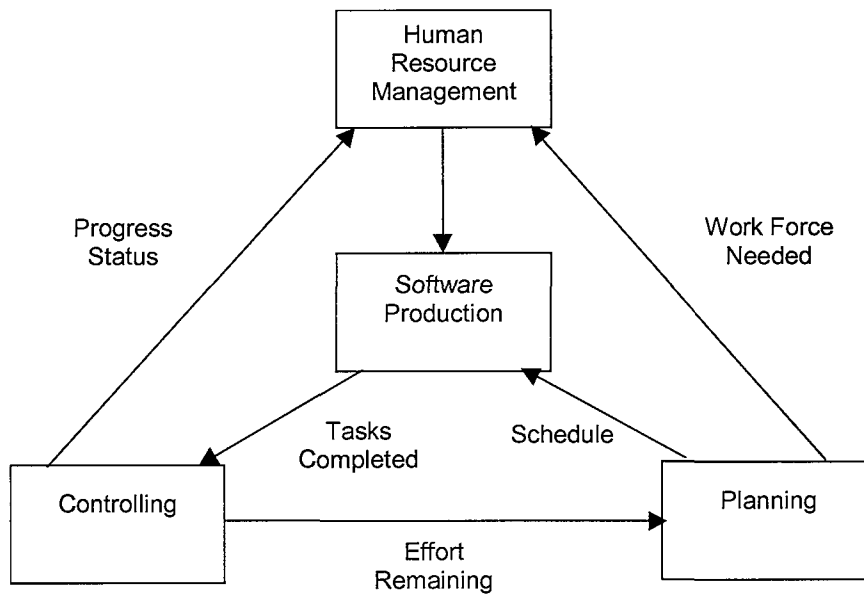 Human
Resource
Management
Progress
Status
Work Force
Needed
Software
Production
Tasks
Completed
Schedule
Controlling
Planning
Effort
Remaining